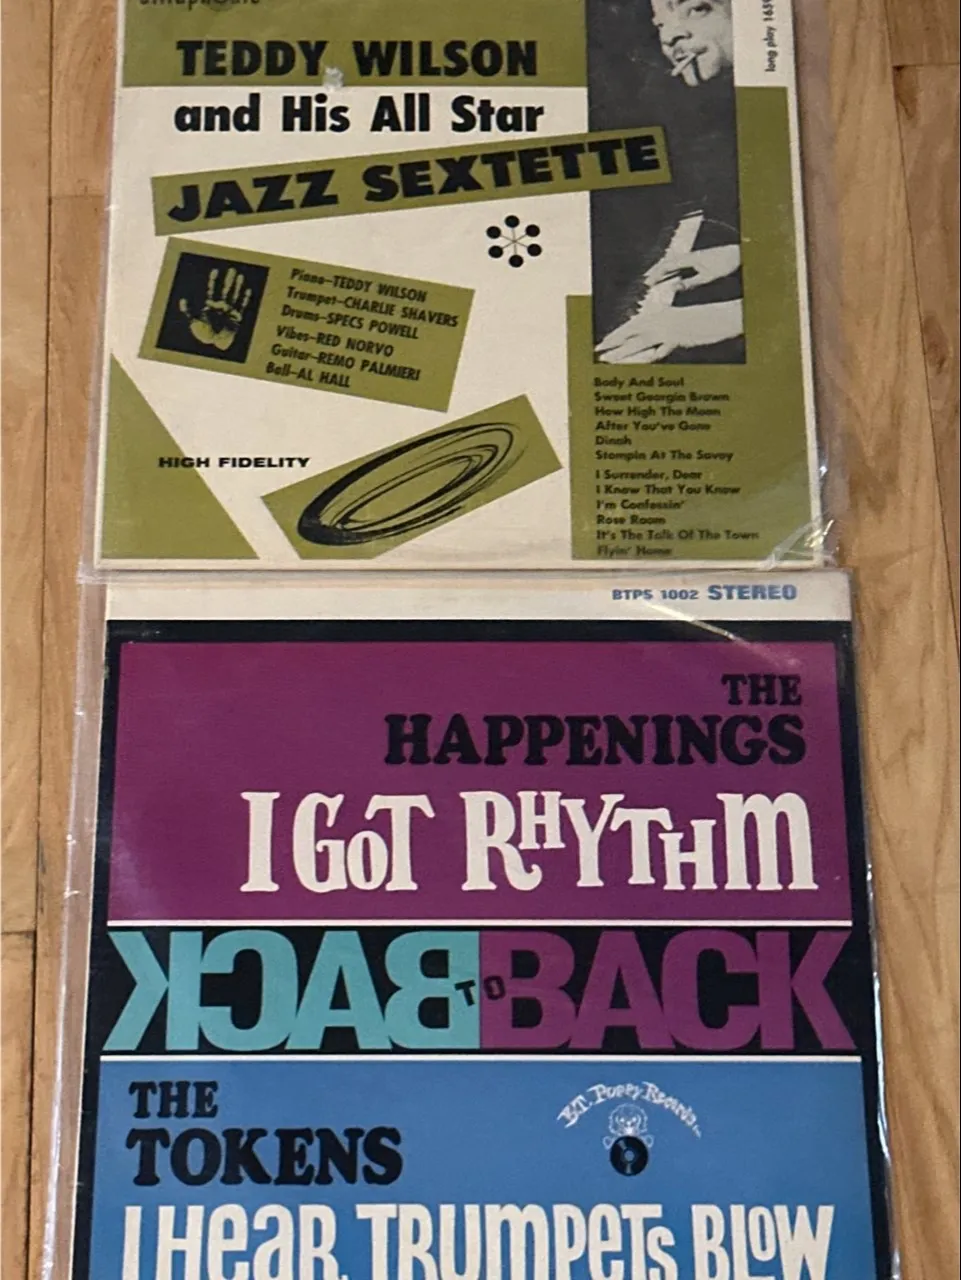 TEDDY WILSON
and His All Star
JAZZ SEXTETTE
Piano—TEDDY WILSON
Trumpet—CHARLIE SHAVERS
Drums—SPECS POWELL
Vibes—RED NORVO
Guitar—REMO PALMIERI
Ball—AL HALL
HIGH FIDELITY
long play 165
Body And Soul
Sweet Georgia Brown
How High The Moon
After You've Gone
Dinah
Stompin At The Savoy
I Surrender, Dear
I Know That You Know
I'm Confessin'
Rose Room
It's The Talk Of The Town
Flyin' Home
BTPS 1002 STEREO
THE
HAPPENINGS
I GOT RHYTHM
BACK TO BACK
THE
TOKENS
B.T. Puppy Records
I HEAR TRUMPETS BLOW